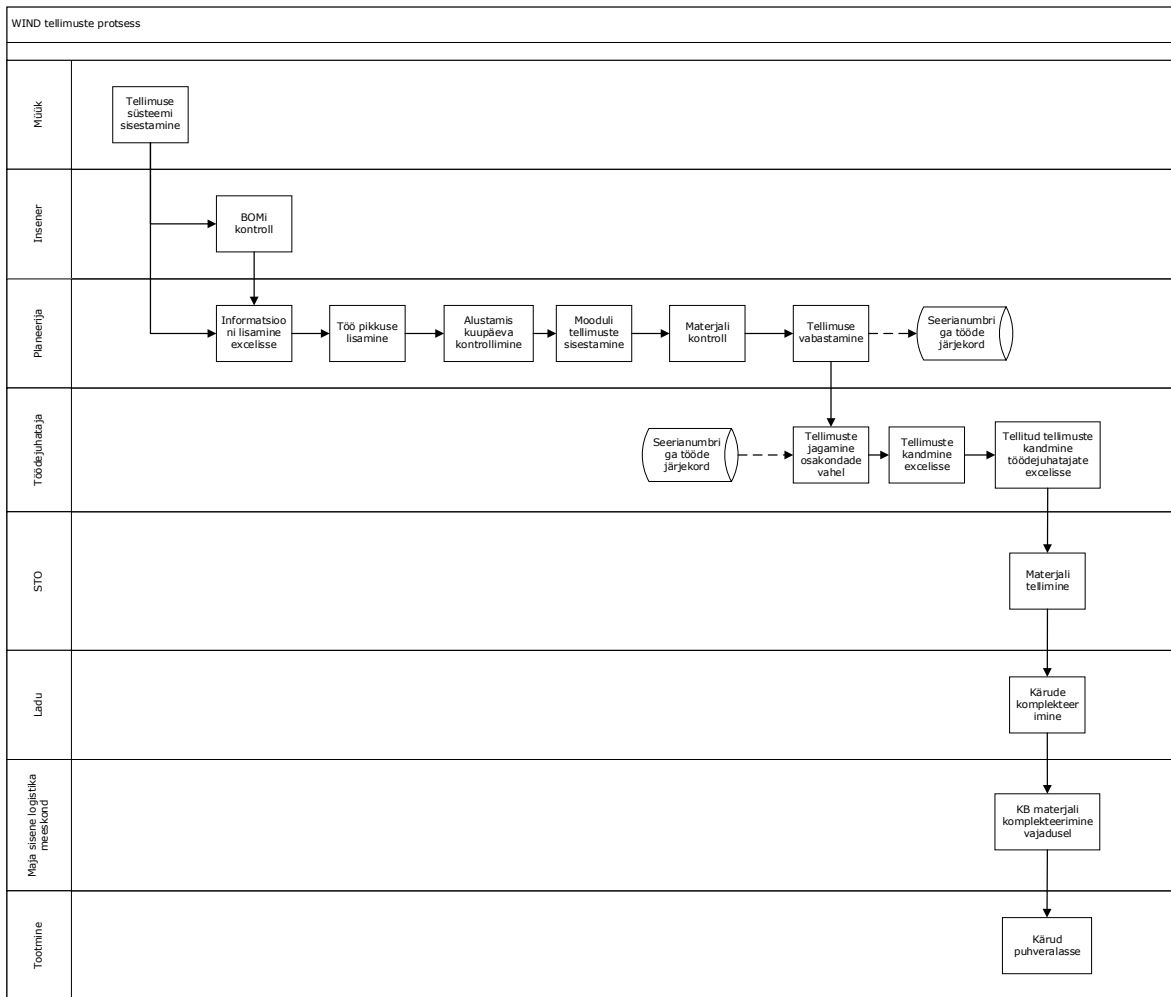 WIND tellimuste protsess
Müük
Tellimuse
süsteemi
sisestamine
Insener
BOMi
kontroll
Planeerija
Informatsioo
ni lisamine
excelisse
Töö pikkuse
lisamine
Alustamis
kuupäeva
kontrollimine
Mooduli
tellimuste
sisestamine
Materjali
kontroll
Tellimuse
vabastamine
Seerianumbri
ga tööde
järjekord
Töödejuhataja
Seerianumbri
ga tööde
järjekord
Tellimuste
jagamine
osakondade
vahel
Tellimuste
kandmine
excelisse
Tellitud tellimuste
kandmine
töödejuhatajate
excelisse
STO
Materjali
tellimine
Ladu
Kärude
komplekteer
imine
Maja sisene logistika
meeskond
KB materjali
komplekteerimine
vajadusel
Tootmine
Kärud
puhveralasse